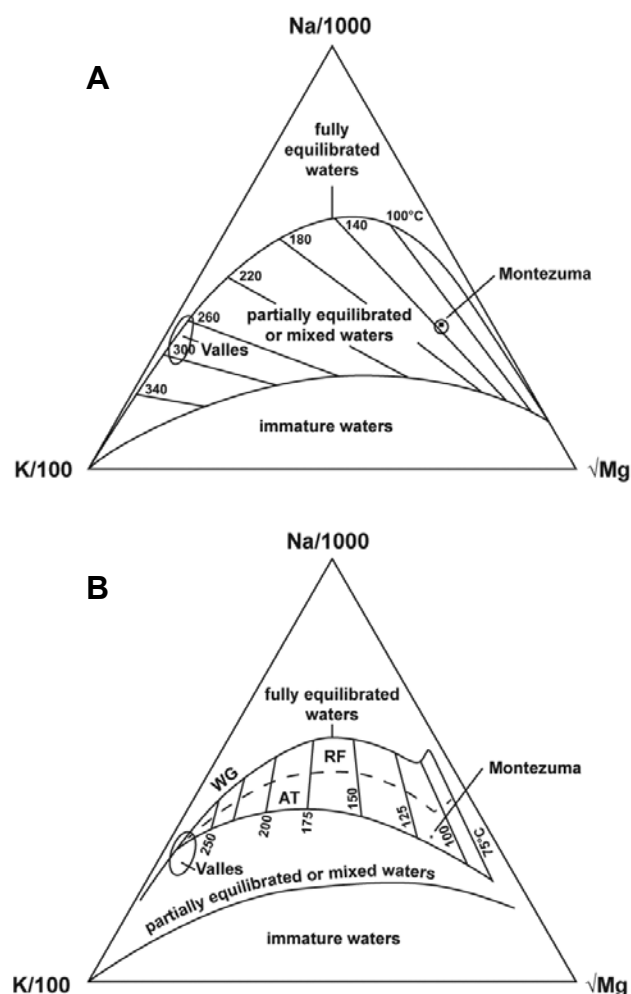 Na/1000
A
fully
equilibrated
waters
100°C
140
180
Montezuma
220
partially equilibrated
or mixed waters
260
Valles
300
340
immature waters
K/100
√Mg
Na/1000
B
fully equilibrated
waters
WG
RF
Montezuma
AT
250
200
175
150
125
100
75°C
Valles
partially equilibrated or mixed waters
immature waters
K/100
√Mg